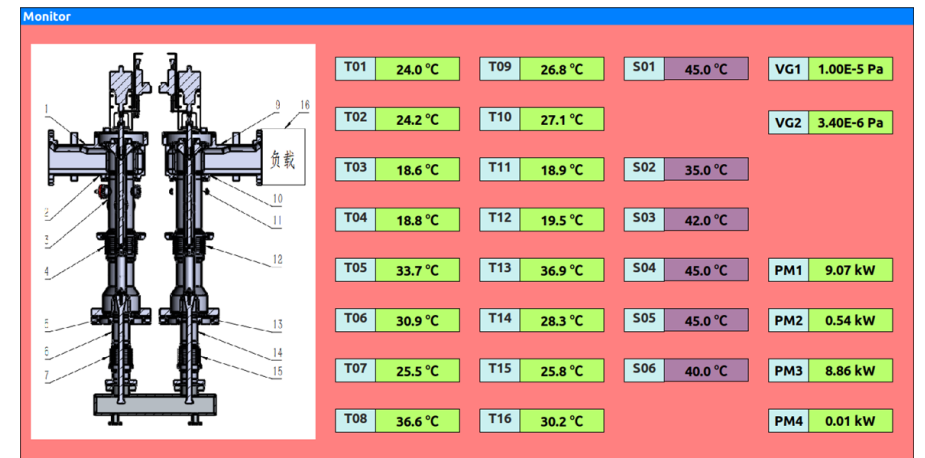 Monitor
T01 24.0 °C T09 26.8 °C S01 45.0 °C VG1 1.00E-5 Pa
T02 24.2 °C T10 27.1 °C VG2 3.40E-6 Pa
T03 18.6 °C T11 18.9 °C S02 35.0 °C
T04 18.8 °C T12 19.5 °C S03 42.0 °C
T05 33.7 °C T13 36.9 °C S04 45.0 °C PM1 9.07 kW
T06 30.9 °C T14 28.3 °C S05 45.0 °C PM2 0.54 kW
T07 25.5 °C T15 25.8 °C S06 40.0 °C PM3 8.86 kW
T08 36.6 °C T16 30.2 °C PM4 0.01 kW
1 9 16
负载
2 10
3 11
4 12
5 13
6 14
7 15